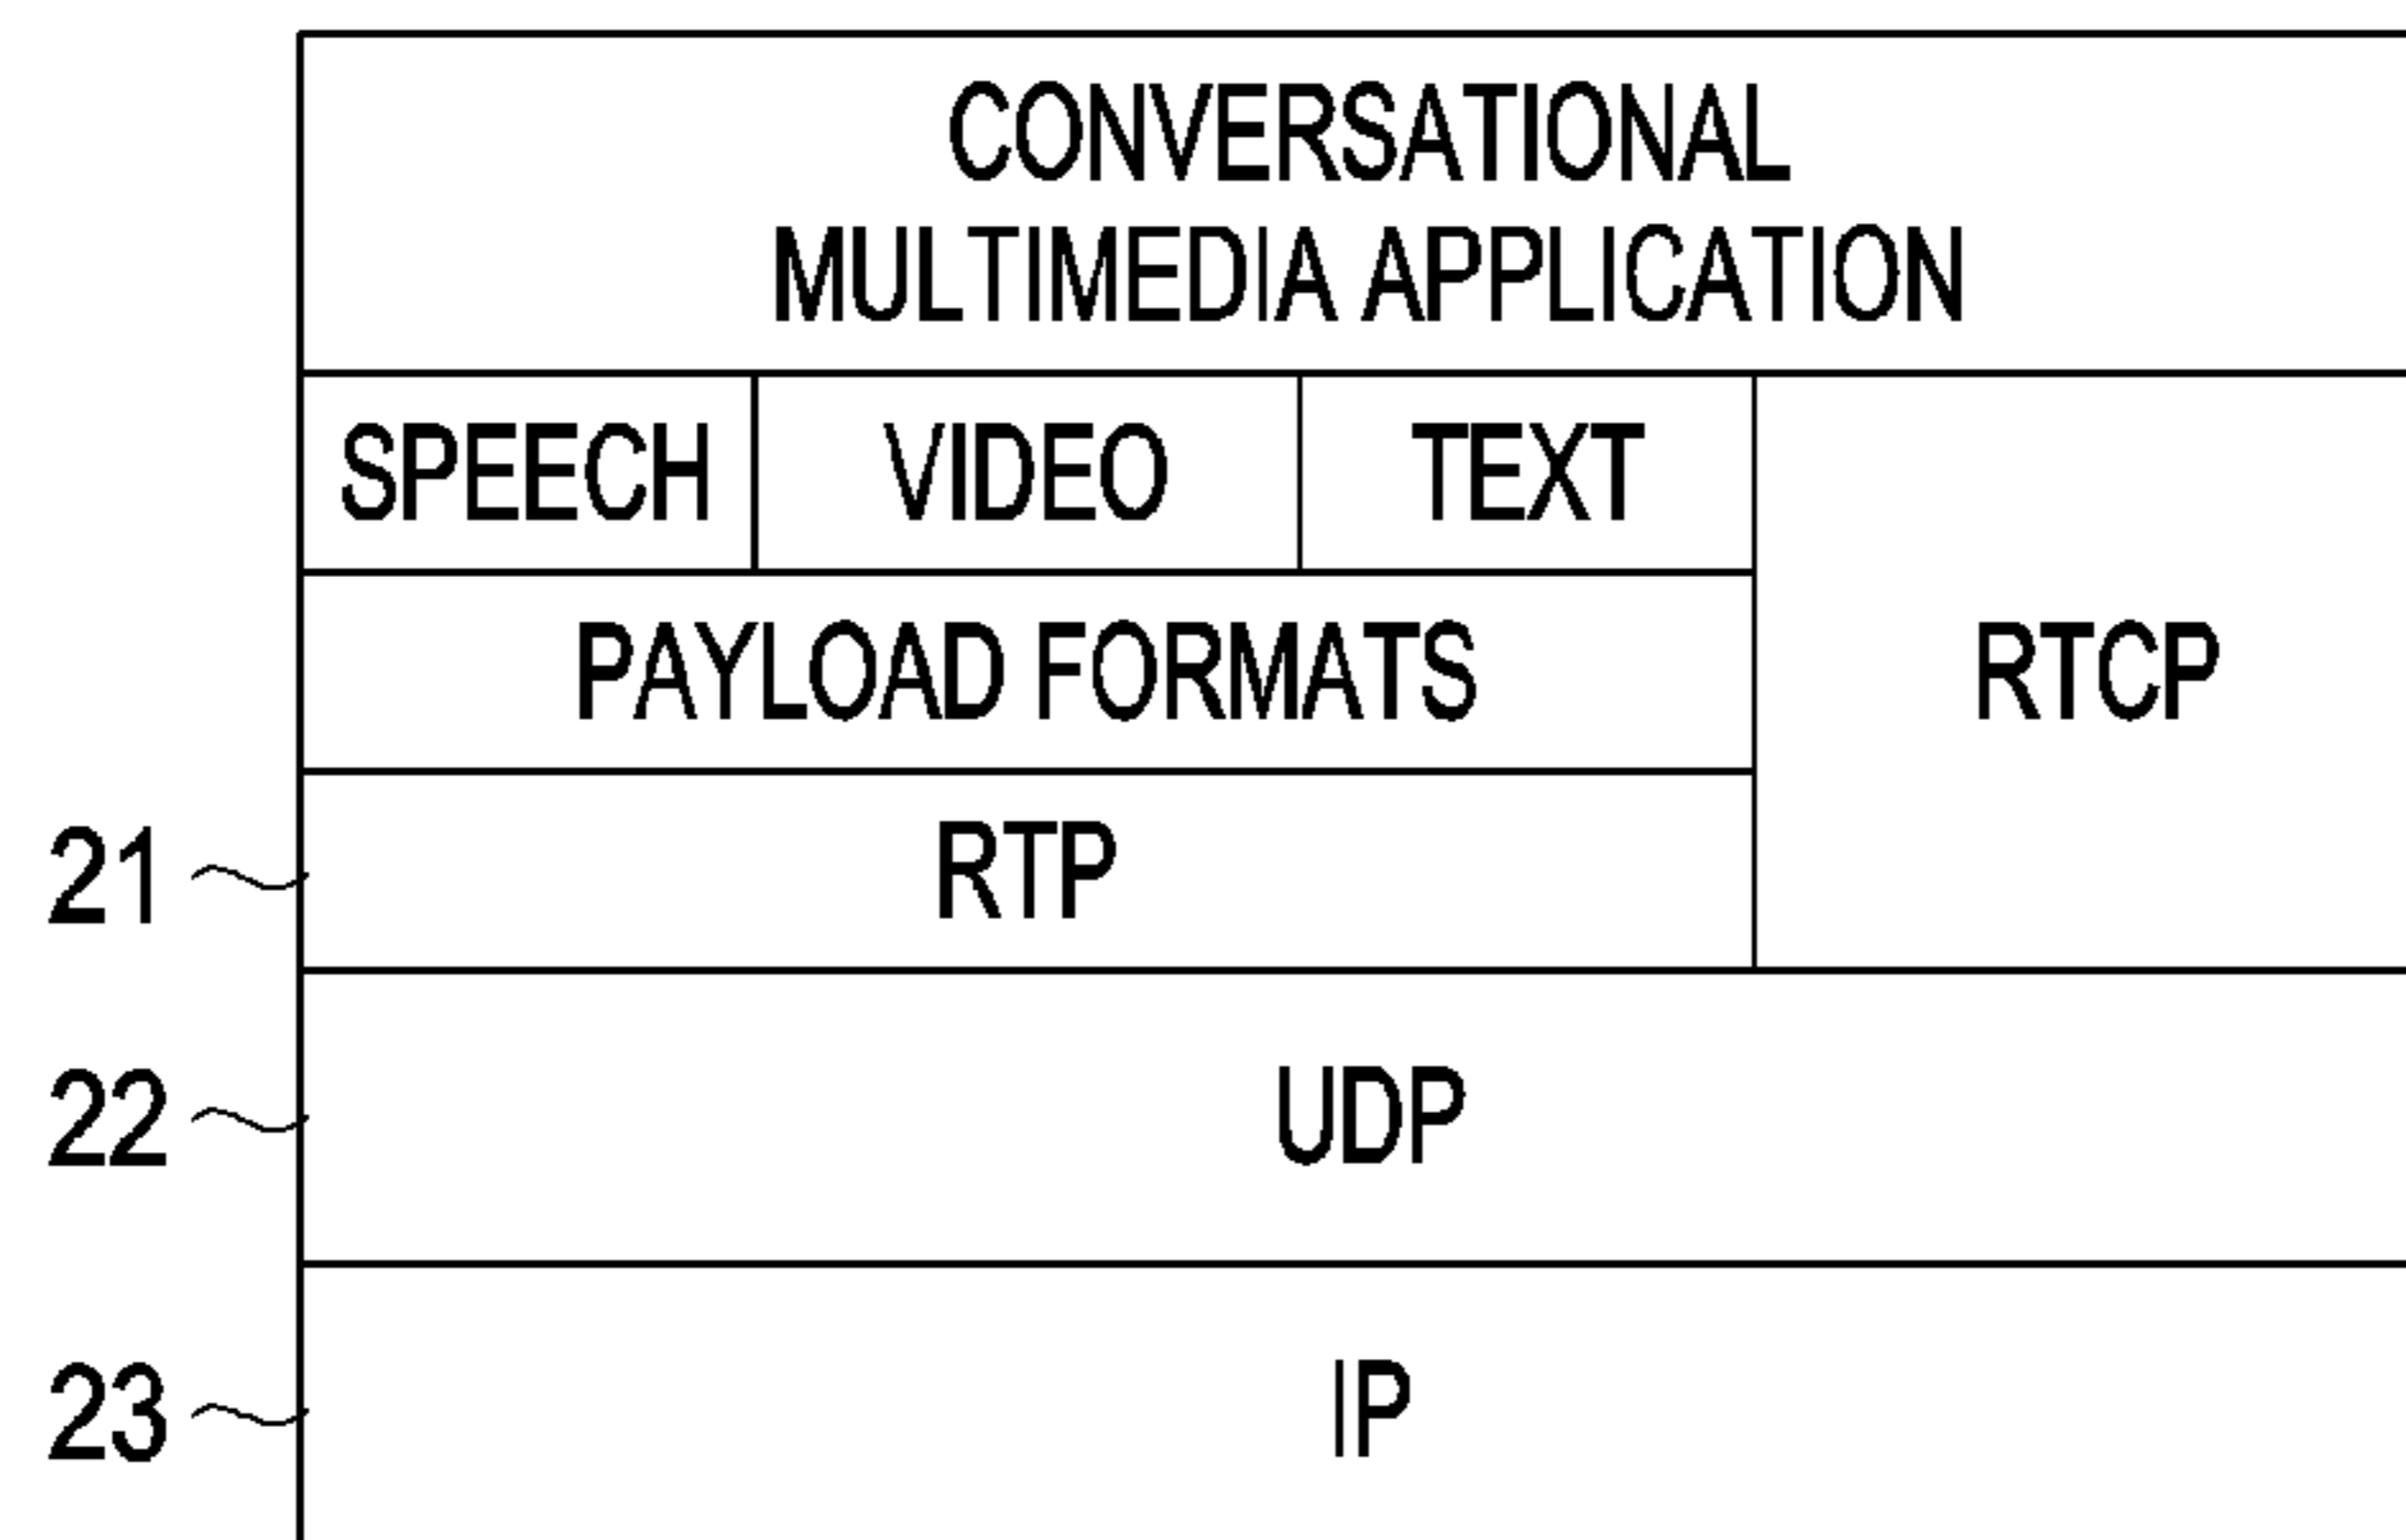 CONVERSATIONAL
MULTIMEDIA APPLICATION
SPEECH VIDEO TEXT
PAYLOAD FORMATS RTCP
21 RTP
22 UDP
23 IP